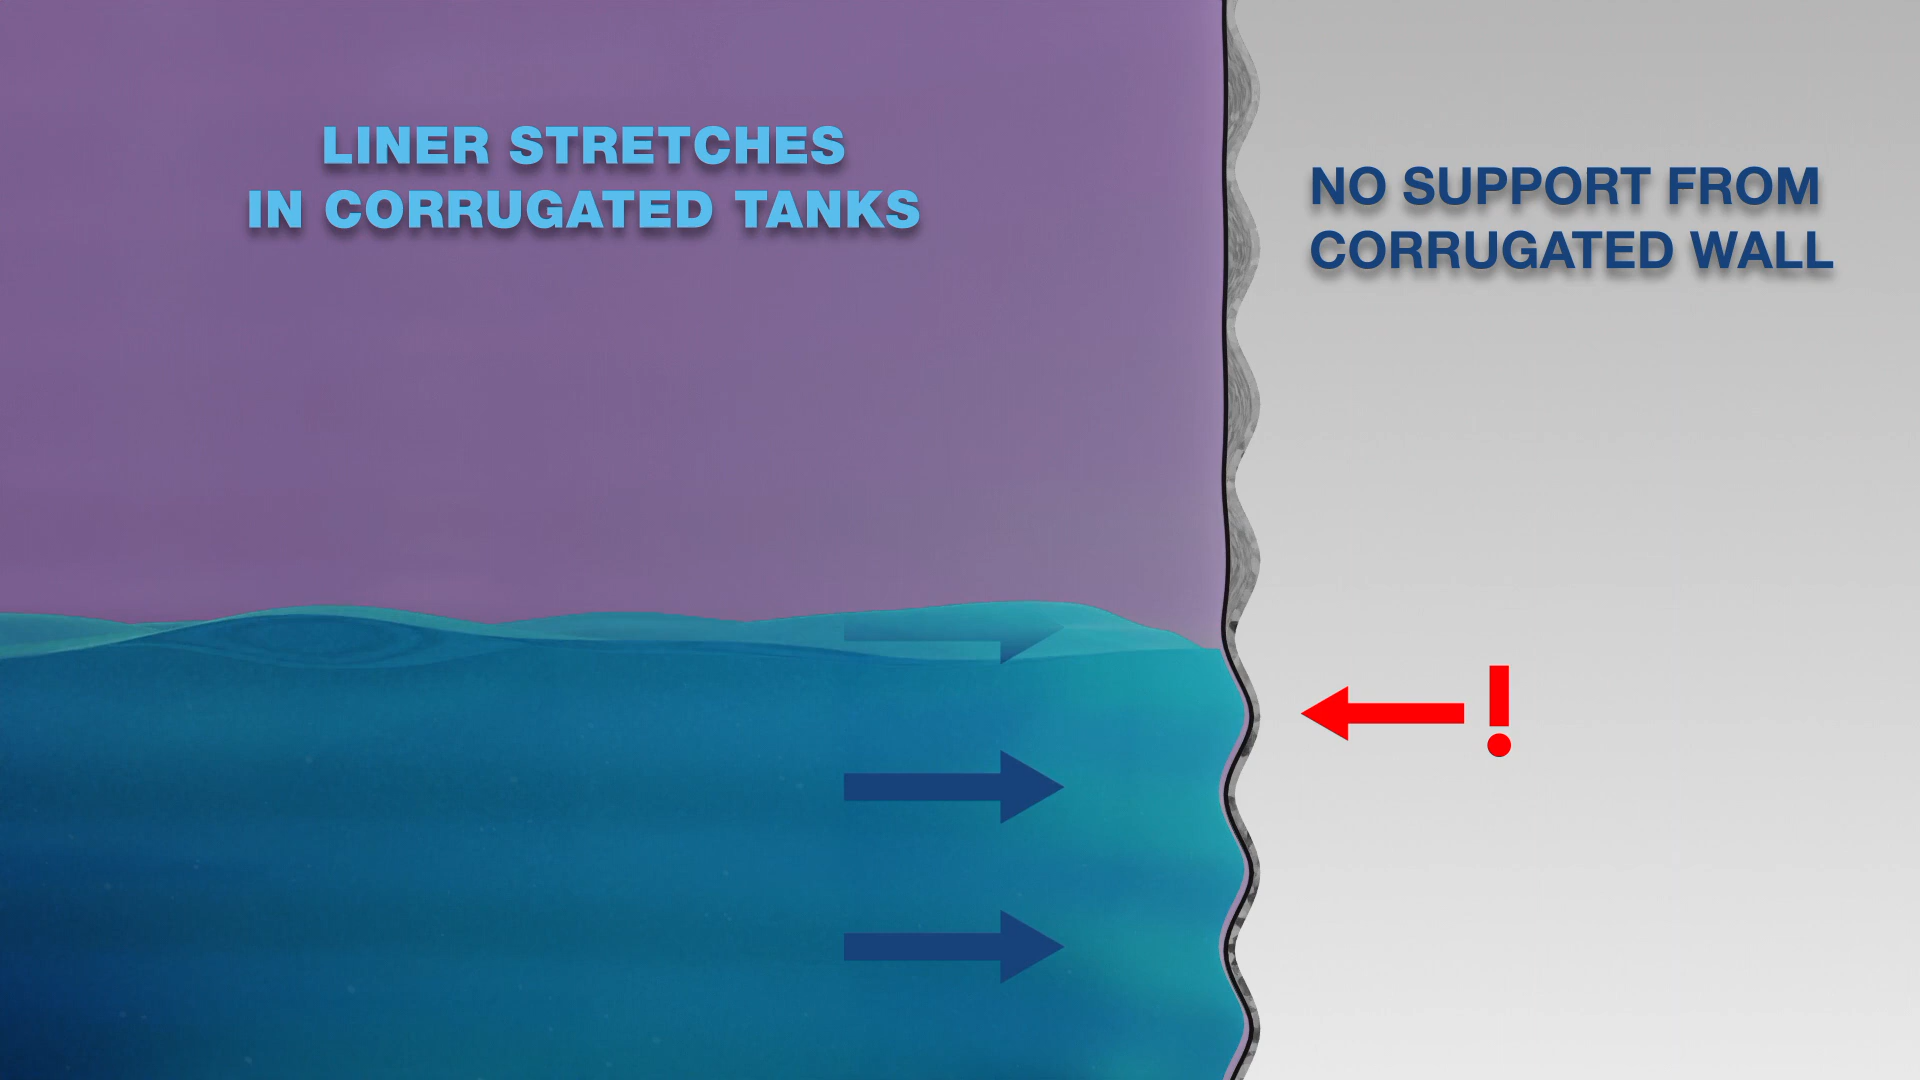 LINER STRETCHES
IN CORRUGATED TANKS
NO SUPPORT FROM
CORRUGATED WALL
!